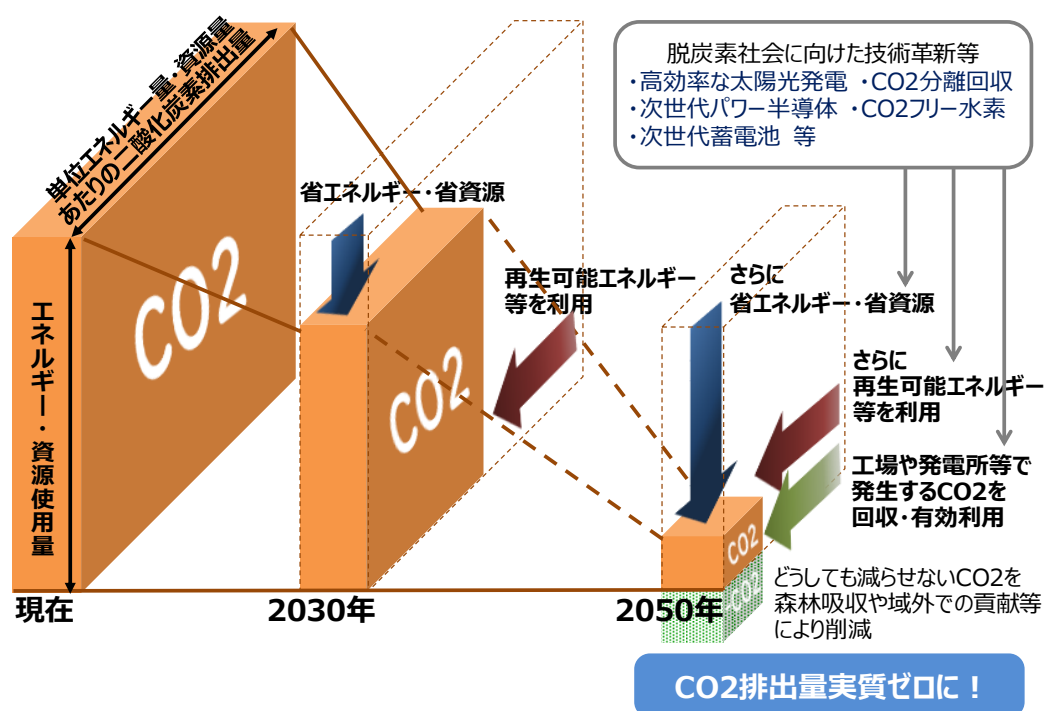 単位エネルギー量・資源量
あたりの二酸化炭素排出量
エネルギー・資源使用量
CO2
現在
省エネルギー・省資源
再生可能エネルギー
等を利用
CO2
2030年
脱炭素社会に向けた技術革新等
・高効率な太陽光発電 ・CO2分離回収
・次世代パワー半導体 ・CO2フリー水素
・次世代蓄電池 等
さらに
省エネルギー・省資源
さらに
再生可能エネルギー
等を利用
工場や発電所等で
発生するCO2を
回収・有効利用
CO2
CO2
2050年
どうしても減らせないCO2を
森林吸収や域外での貢献等
により削減
CO2排出量実質ゼロに！